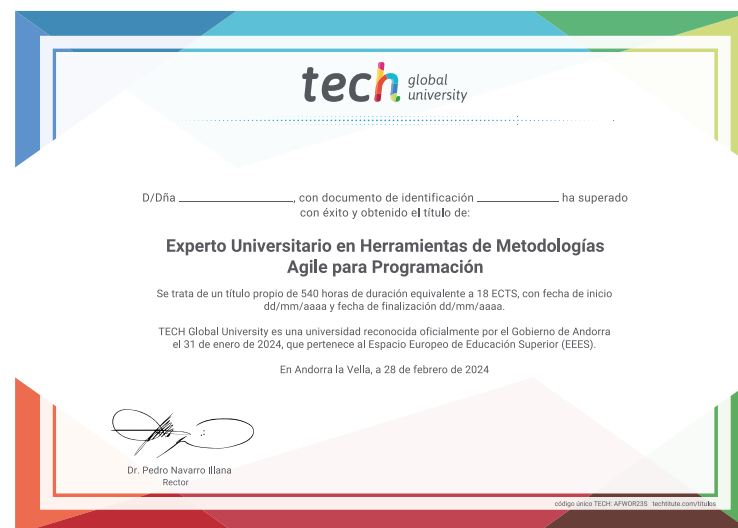 tech global university
D/Dña ____________________, con documento de identificación ______________ ha superado
con éxito y obtenido el título de:
Experto Universitario en Herramientas de Metodologías
Agile para Programación
Se trata de un título propio de 540 horas de duración equivalente a 18 ECTS, con fecha de inicio
dd/mm/aaaa y fecha de finalización dd/mm/aaaa.
TECH Global University es una universidad reconocida oficialmente por el Gobierno de Andorra
el 31 de enero de 2024, que pertenece al Espacio Europeo de Educación Superior (EEES).
En Andorra la Vella, a 28 de febrero de 2024
Dr. Pedro Navarro Illana
Rector
código único TECH: AFWOR23S techtitute.com/títulos